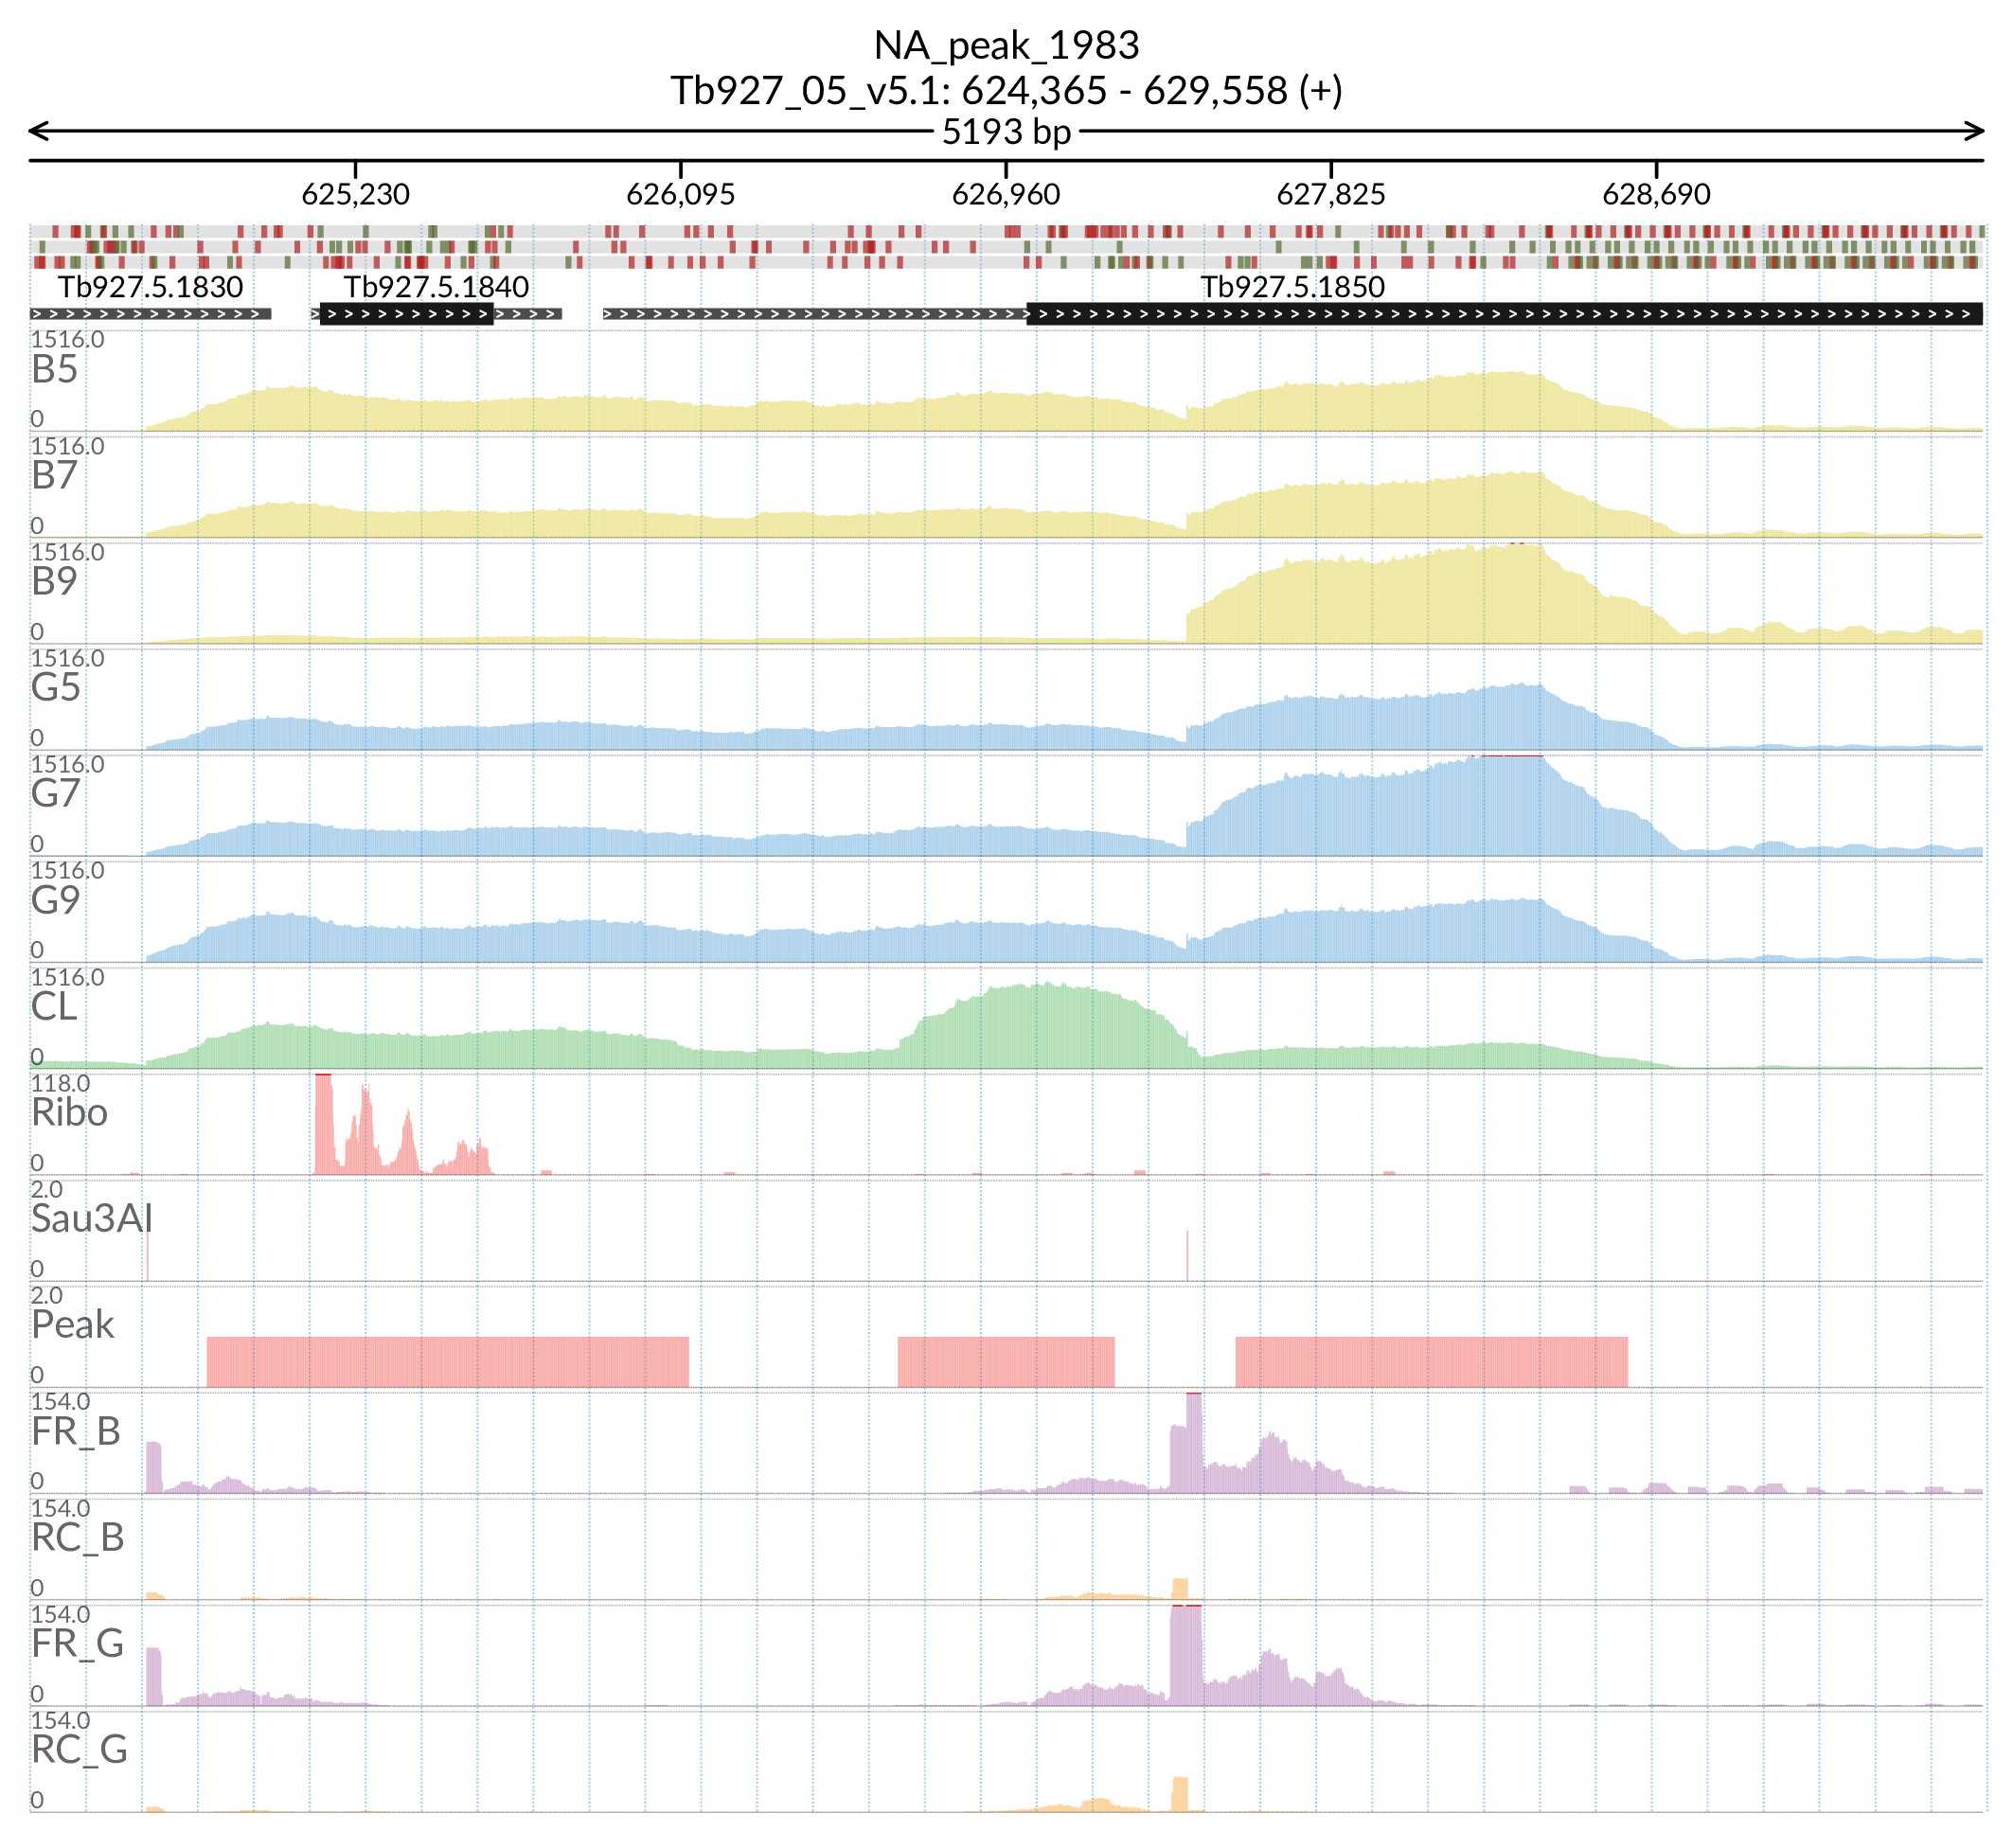 NA_peak_1983
Tb927_05_v5.1: 624,365 - 629,558 (+)
5193 bp
625,230 626,095 626,960 627,825 628,690
Tb927.5.1830 Tb927.5.1840 Tb927.5.1850
1516.0
B5
0
1516.0
B7
0
1516.0
B9
0
1516.0
G5
0
1516.0
G7
0
1516.0
G9
0
1516.0
CL
0
118.0
Ribo
0
2.0
Sau3AI
0
2.0
Peak
0
154.0
FR_B
0
154.0
RC_B
0
154.0
FR_G
0
154.0
RC_G
0